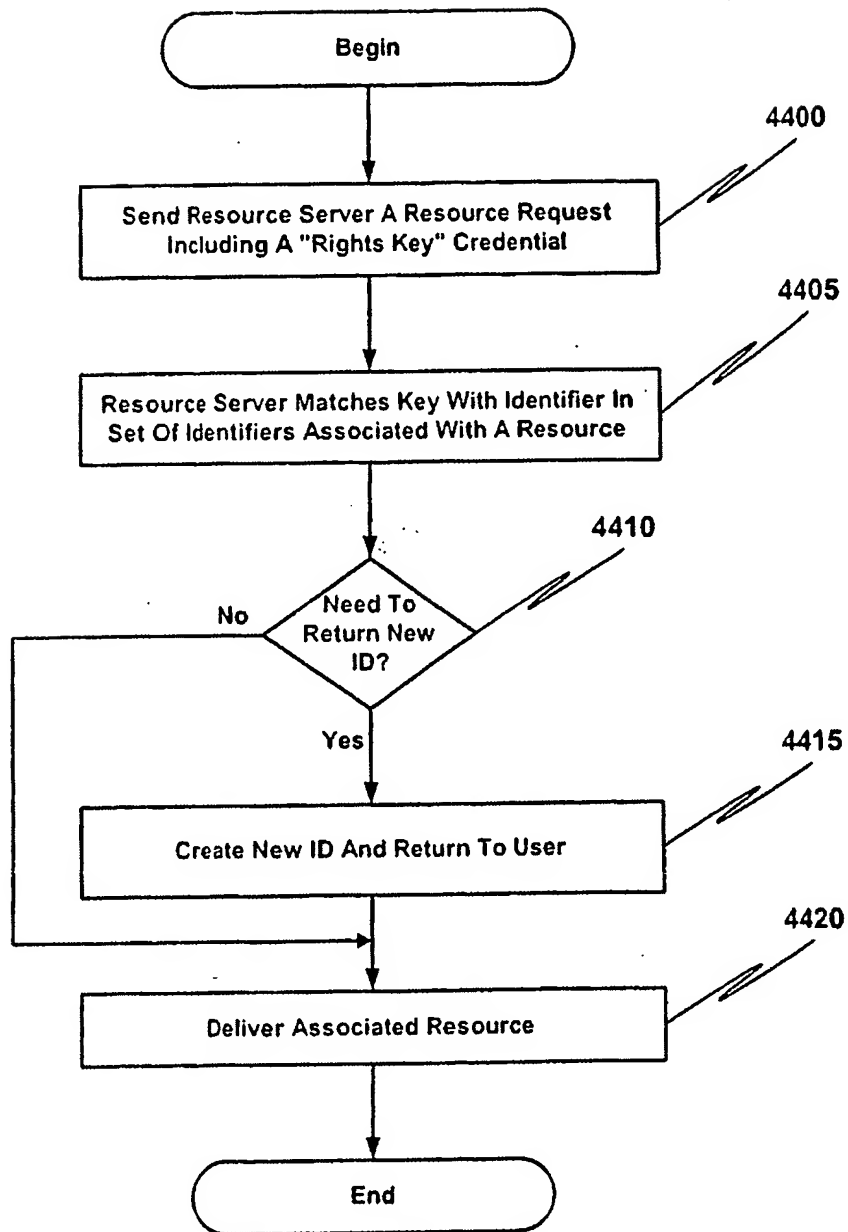 Begin
4400
Send Resource Server A Resource Request
Including A "Rights Key" Credential
4405
Resource Server Matches Key With Identifier In
Set Of Identifiers Associated With A Resource
4410
No
Need To
Return New
ID?
Yes
4415
Create New ID And Return To User
4420
Deliver Associated Resource
End